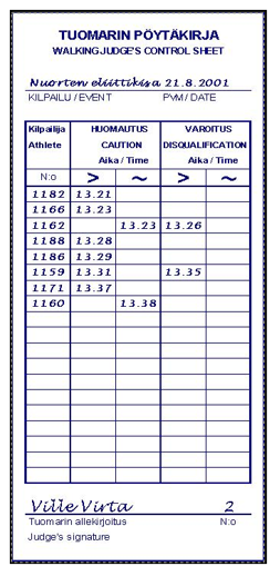 TUOMARIN PÖYTÄKIRJA
WALKING JUDGE'S CONTROL SHEET
Nuorten eliittikisa 21.8.2001
KILPAILU / EVENT PVM / DATE
Kilpailija HUOMAUTUS VAROITUS
Athlete CAUTION DISQUALIFICATION
Aika / Time Aika / Time
N:o > ~ > ~
1182 13.21
1166 13.23
1162 13.23 13.26
1188 13.28
1186 13.29
1159 13.31 13.35
1171 13.37
1160 13.38
Ville Virta 2
Tuomarin allekirjoitus N:o
Judge's signature